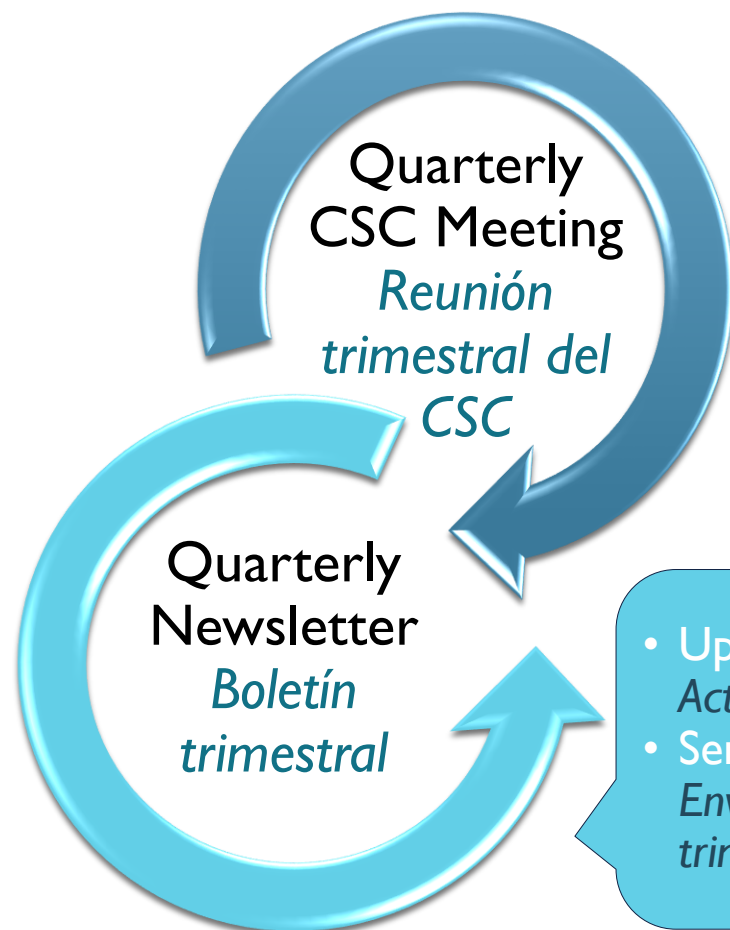 Quarterly
CSC Meeting
Reunión
trimestral del
CSC
Quarterly
Newsletter
Boletín
trimestral